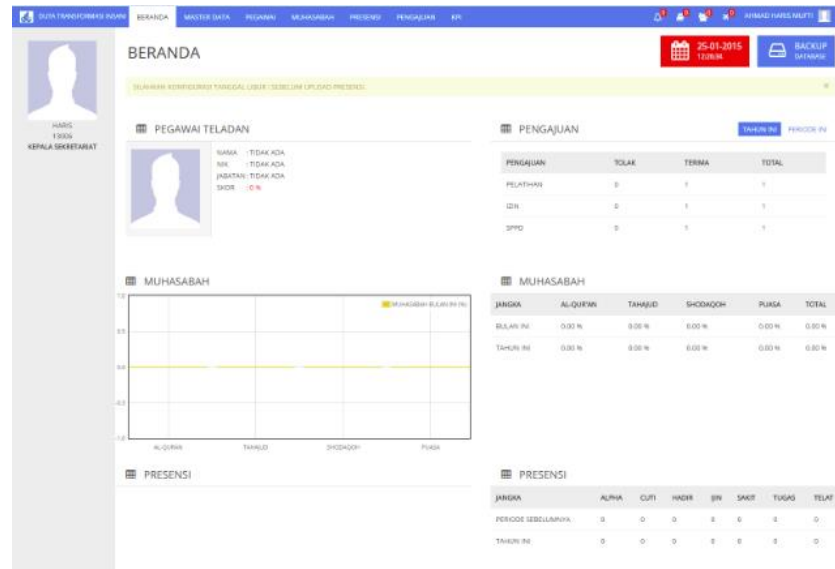 DUTA TRANSFORMASI INSANI BERANDA MASTER DATA PEGAWAI MUHASABAH PRESENSI PENGAJUAN KPI AHMAD HARIS
BERANDA
25-01-2015
BACKUP
DATABASE
SILAHKAN KONFIGURASI TANGGAL LIBUR SEBELUM UPLOAD PRESENSI.
HARIS
13006
KEPALA SEKRETARIAT
PEGAWAI TELADAN
NAMA : TIDAK ADA
NIK : TIDAK ADA
JABATAN : TIDAK ADA
SKOR : 0 %
PENGAJUAN
TAHUN INI PERIODE INI
PENGAJUAN TOLAK TERIMA TOTAL
PELATIHAN 0 1 1
IZIN 0 1 1
SPPD 0 1 1
MUHASABAH
MUHASABAH BULAN INI (%)
1.0
0.5
0.0
-0.5
-1.0
AL-QURAN TAHAJUD SHODAQOH PUASA
MUHASABAH
JANGKA AL-QUR'AN TAHAJUD SHODAQOH PUASA TOTAL
BULAN INI 0.00 % 0.00 % 0.00 % 0.00 % 0.00 %
TAHUN INI 0.00 % 0.00 % 0.00 % 0.00 % 0.00 %
PRESENSI
PRESENSI
JANGKA ALPHA CUTI HADIR IJIN SAKIT TUGAS TELAT
PERIODE SEBELUMNYA 0 0 0 0 0 0 0
TAHUN INI 0 0 0 0 0 0 0